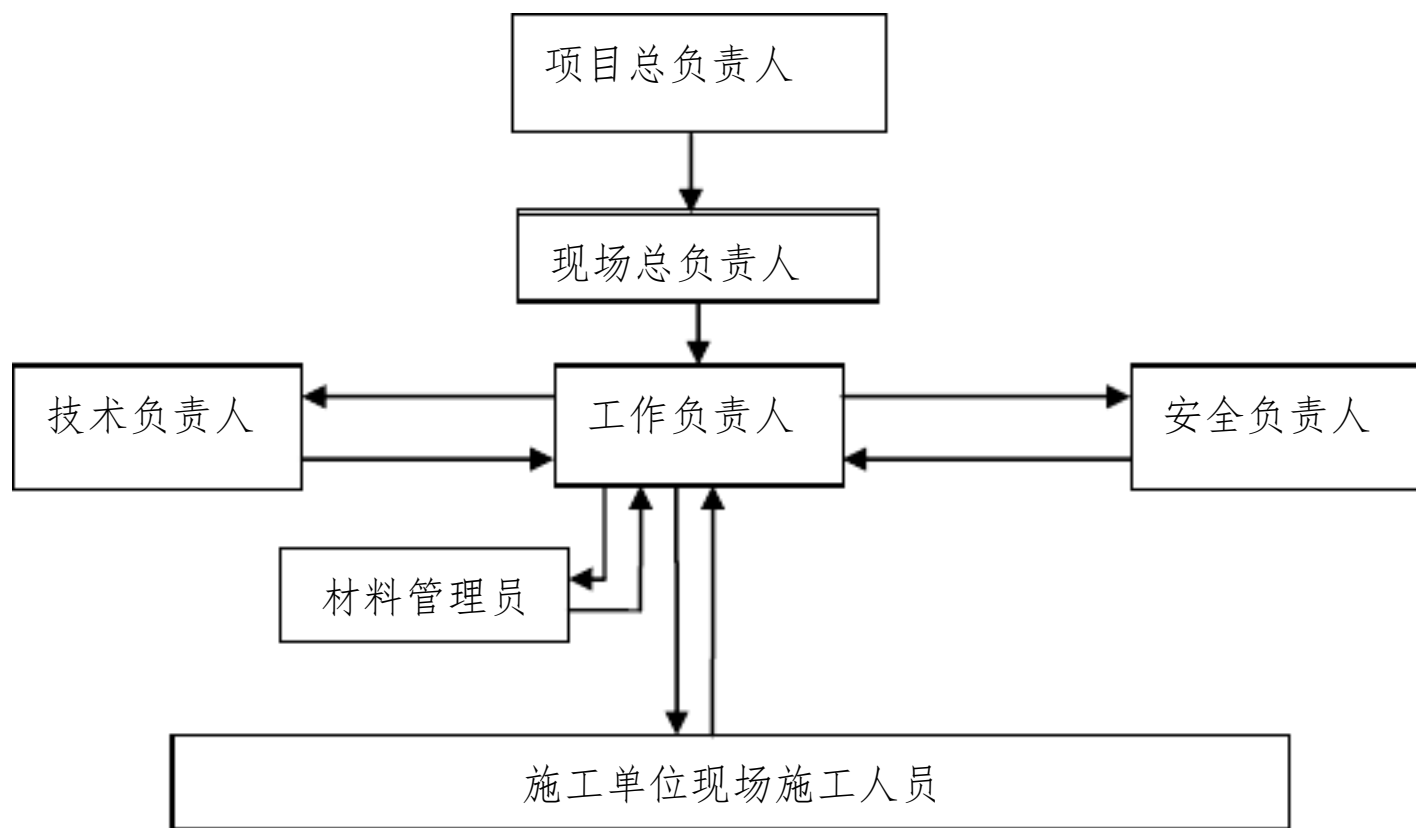 项目总负责人
现场总负责人
技术负责人
工作负责人
安全负责人
材料管理员
施工单位现场施工人员